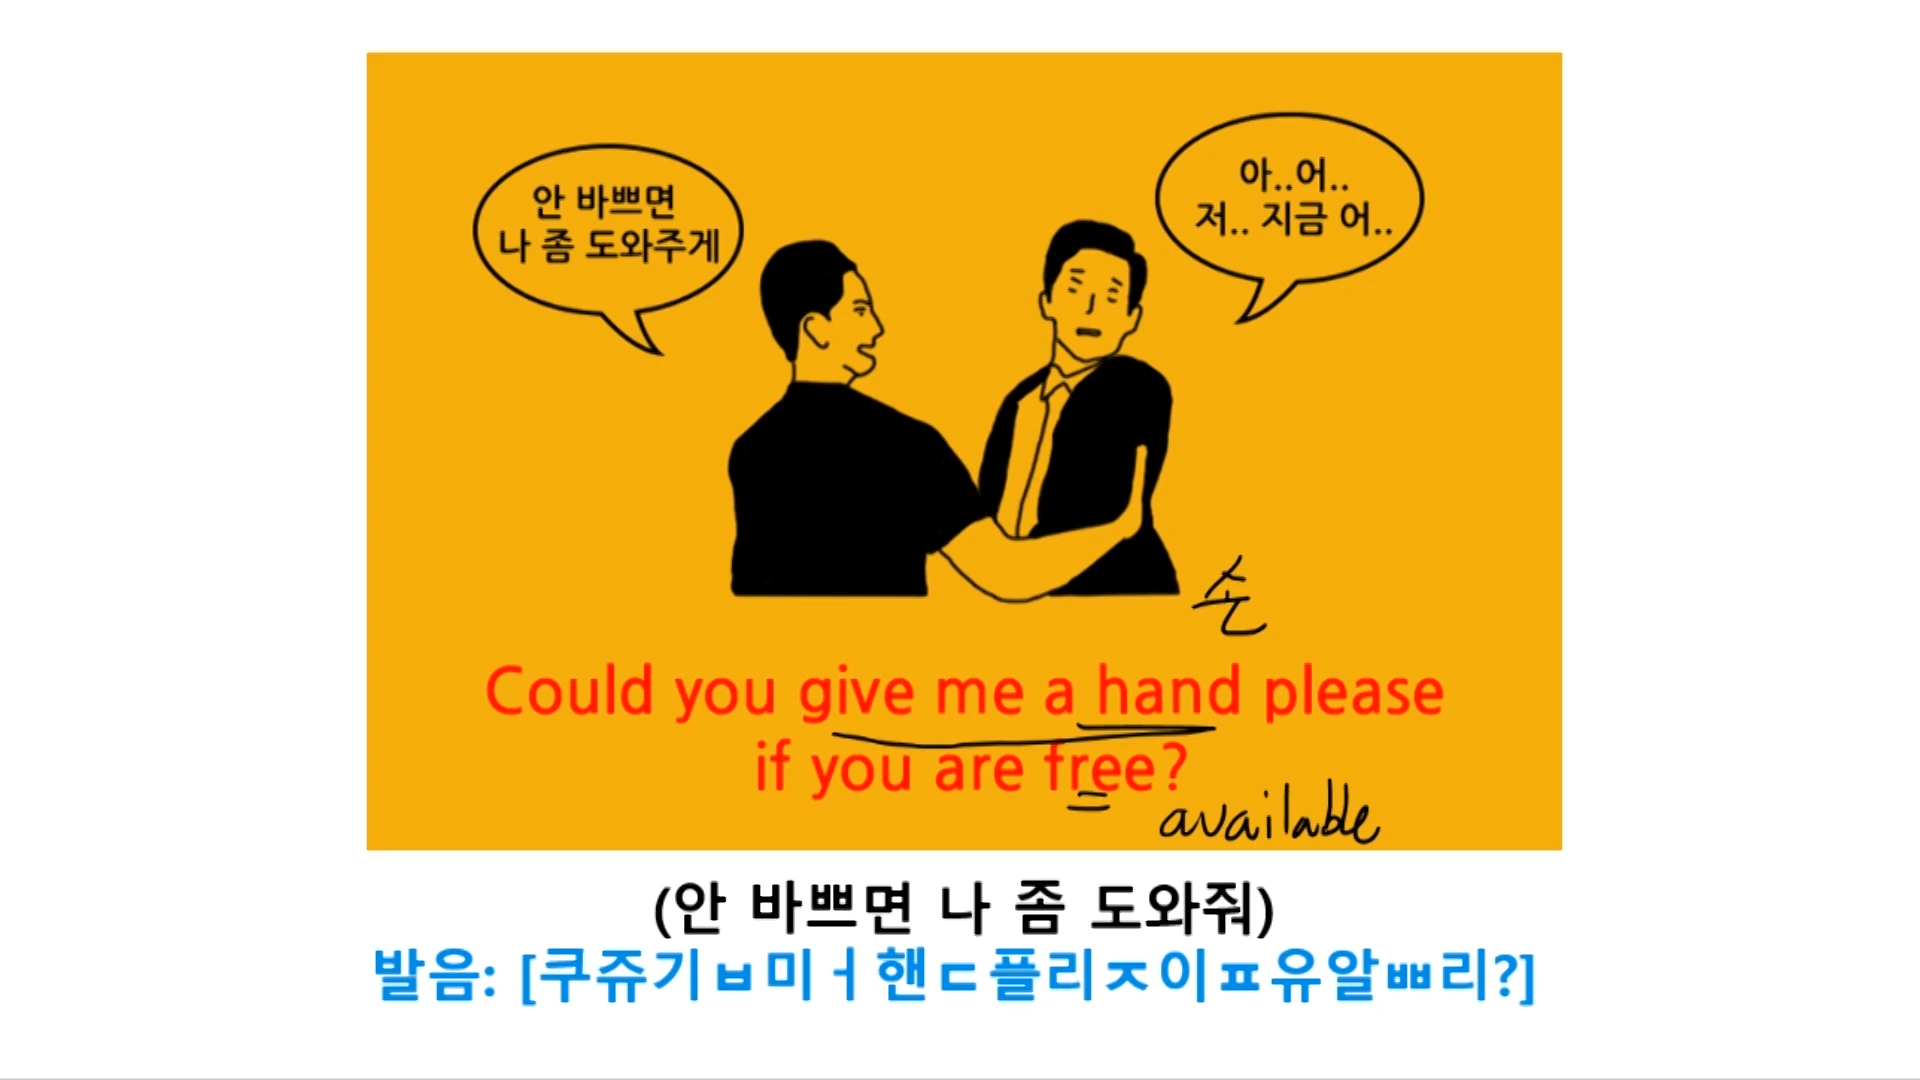 안 바쁘면
나 좀 도와주게
아..어..
저.. 지금 어..
손
Could you give me a hand please
if you are free?
= available
(안 바쁘면 나 좀 도와줘)
발음: [쿠쥬기ㅂ미ㅓ핸ㄷ플리ㅈ이ㅍ유알ㅃ리?]